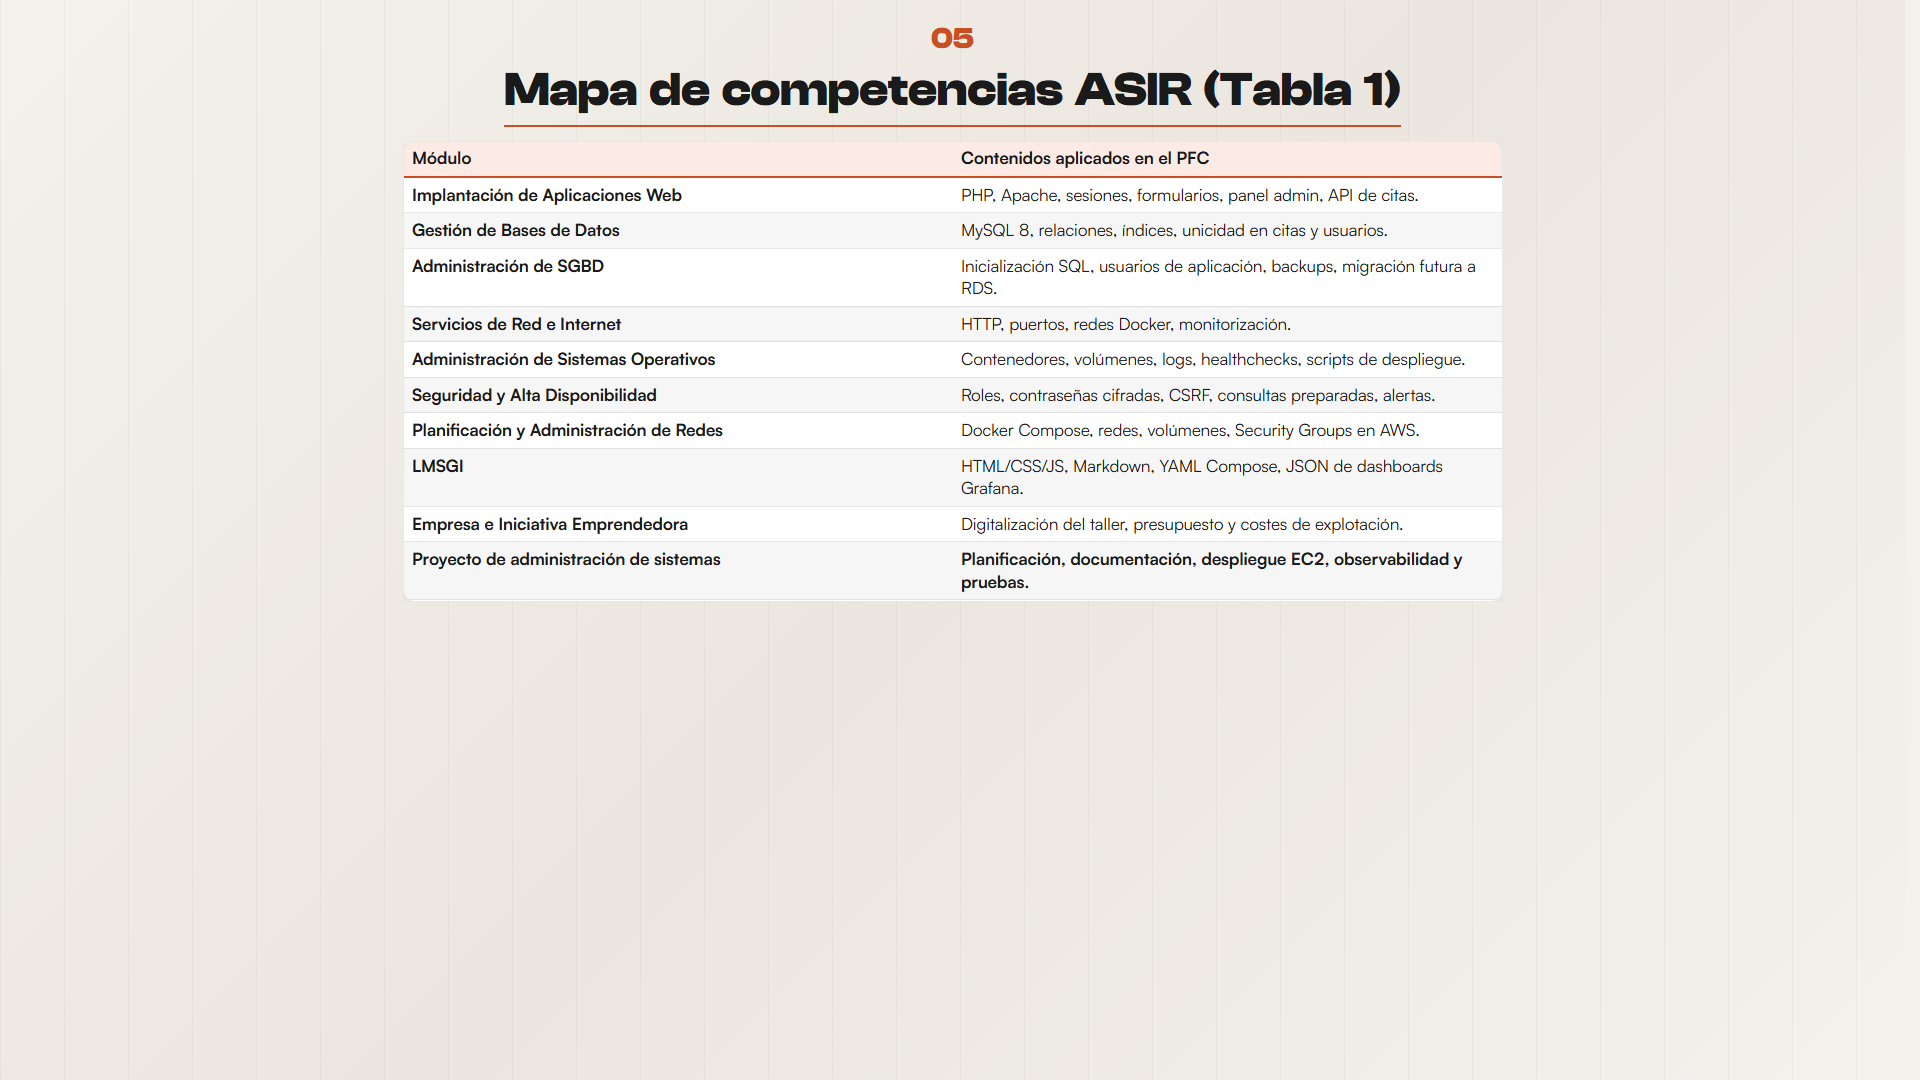 05
Mapa de competencias ASIR (Tabla 1)
Módulo	Contenidos aplicados en el PFC
Implantación de Aplicaciones Web	PHP, Apache, sesiones, formularios, panel admin, API de citas.
Gestión de Bases de Datos	MySQL 8, relaciones, índices, unicidad en citas y usuarios.
Administración de SGBD	Inicialización SQL, usuarios de aplicación, backups, migración futura a
RDS.
Servicios de Red e Internet	HTTP, puertos, redes Docker, monitorización.
Administración de Sistemas Operativos	Contenedores, volúmenes, logs, healthchecks, scripts de despliegue.
Seguridad y Alta Disponibilidad	Roles, contraseñas cifradas, CSRF, consultas preparadas, alertas.
Planificación y Administración de Redes	Docker Compose, redes, volúmenes, Security Groups en AWS.
LMSGI	HTML/CSS/JS, Markdown, YAML Compose, JSON de dashboards
Grafana.
Empresa e Iniciativa Emprendedora	Digitalización del taller, presupuesto y costes de explotación.
Proyecto de administración de sistemas	Planificación, documentación, despliegue EC2, observabilidad y
pruebas.